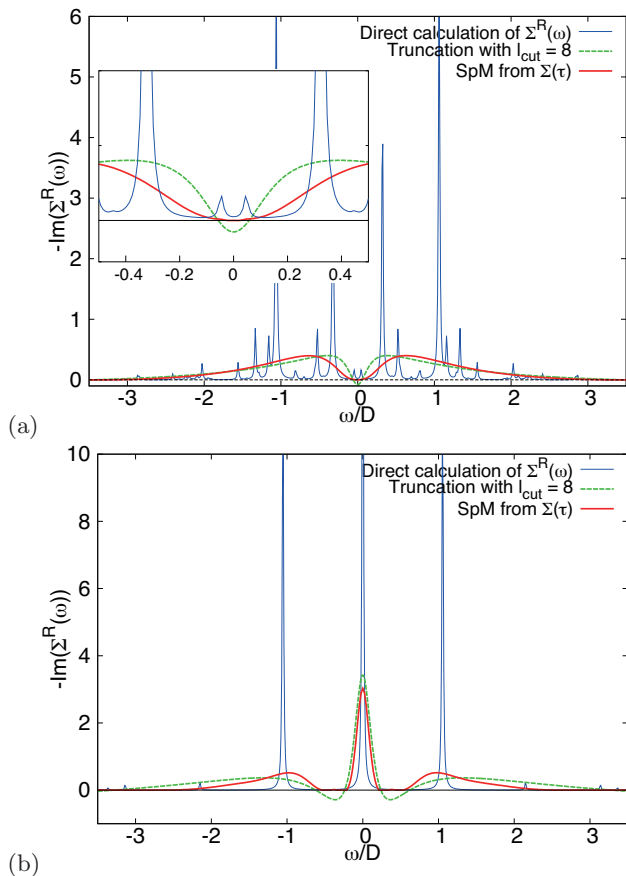 6
5
4
3
2
1
0
-Im(Σ^R(ω))
Direct calculation of Σ^R(ω)
Truncation with l_cut = 8
SpM from Σ(τ)
-0.4 -0.2 0 0.2 0.4
-3 -2 -1 0 1 2 3
ω/D
(a)
10
8
6
4
2
0
-Im(Σ^R(ω))
Direct calculation of Σ^R(ω)
Truncation with l_cut = 8
SpM from Σ(τ)
-3 -2 -1 0 1 2 3
ω/D
(b)